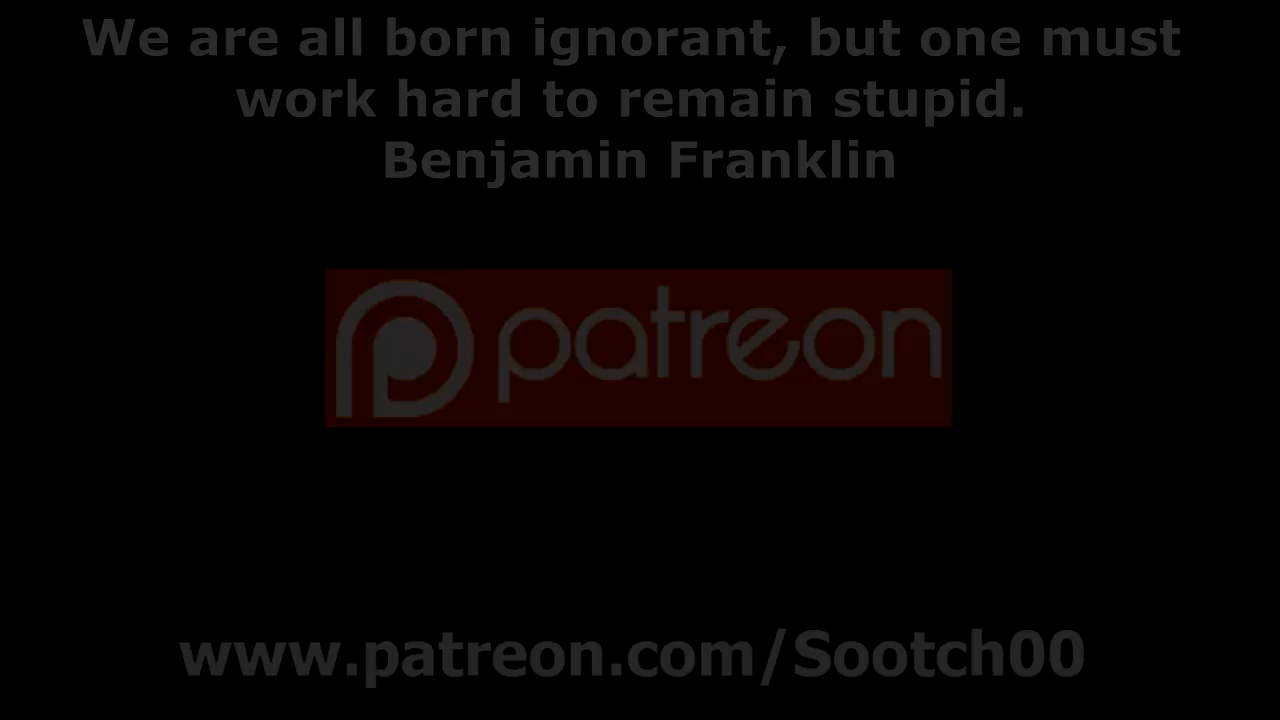 We are all born ignorant, but one must
work hard to remain stupid.
Benjamin Franklin
patreon
www.patreon.com/Sootch00